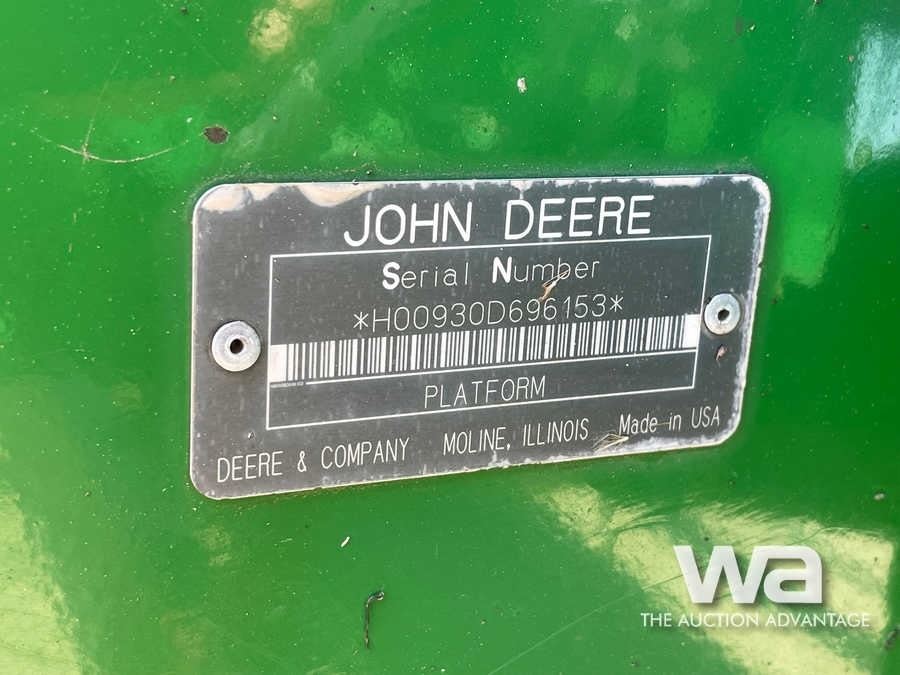 JOHN DEERE
Serial Number
*H00930D696153*
PLATFORM
DEERE & COMPANY MOLINE, ILLINOIS Made in USA
wa
THE AUCTION ADVANTAGE